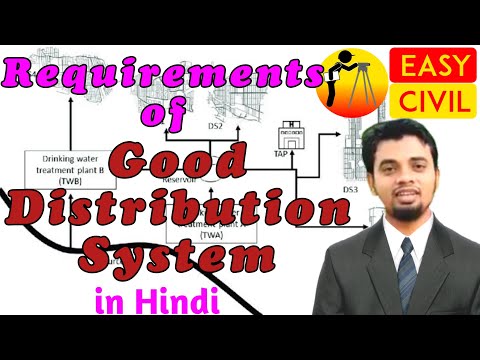 Requirements
of
Good
Distribution
System
in Hindi
EASY
CIVIL
DS2
TAP
DS3
Drinking water
treatment plant B
(TWB)
Reservoir
treatment plant
(TWA)